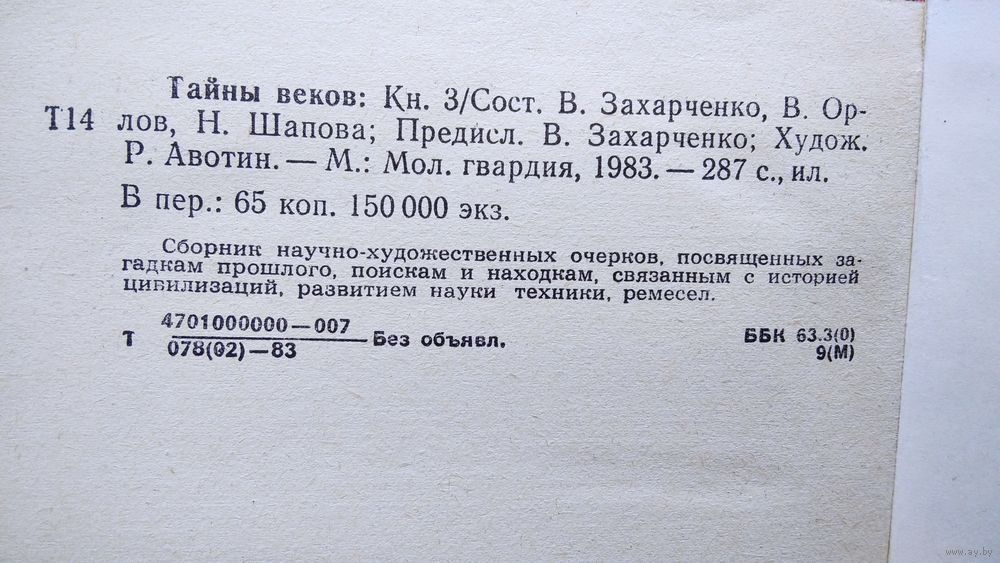 Тайны веков: Кн. 3/Сост. В. Захарченко, В. Ор-
Т14 лов, Н. Шапова; Предисл. В. Захарченко; Худож.
Р. Авотин. — М.: Мол. гвардия, 1983. — 287 с., ил.
В пер.: 65 коп. 150 000 экз.
Сборник научно-художественных очерков, посвященных за-
гадкам прошлого, поискам и находкам, связанным с историей
цивилизаций, развитием науки техники, ремесел.
4701000000—007
Т Без объявл. ББК 63.3(0)
078(02)—83 9(М)
www.ay.by